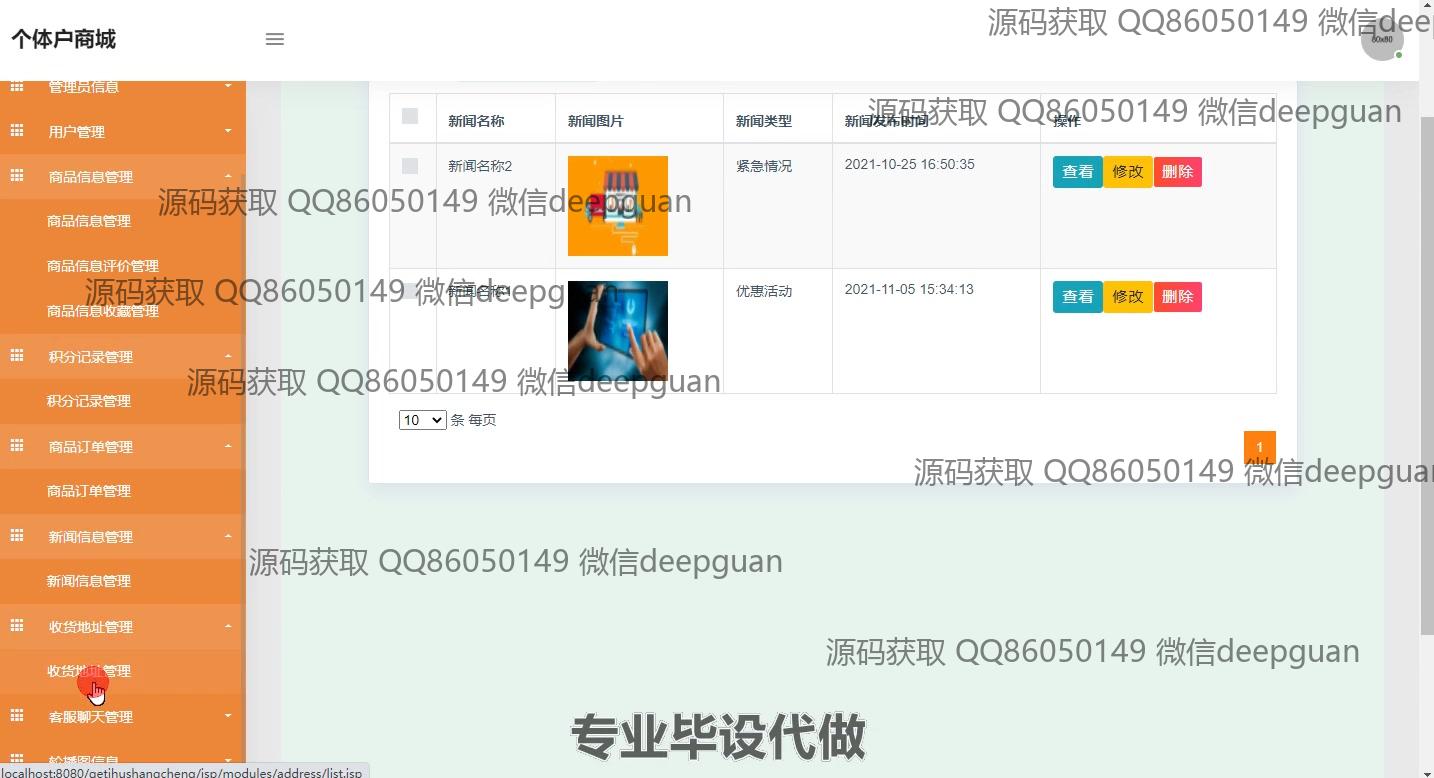 个体户商城
源码获取 QQ86050149 微信deep
60x60
管理员信息
用户管理
商品信息管理
商品信息管理
商品信息评价管理
商品信息收藏管理
积分记录管理
积分记录管理
商品订单管理
商品订单管理
新闻信息管理
新闻信息管理
收货地址管理
收货地址管理
客服聊天管理
轮播图信息
源码获取 QQ86050149 微信deepguan
新闻名称 新闻图片 新闻类型 新闻发布时间 操作
新闻名称2 紧急情况 2021-10-25 16:50:35 查看 修改 删除
源码获取 QQ86050149 微信deepguan
新闻名称1 优惠活动 2021-11-05 15:34:13 查看 修改 删除
源码获取 QQ86050149 微信deepguan
源码获取 QQ86050149 微信deepguan
10 条 每页
1
源码获取 QQ86050149 微信deepguan
源码获取 QQ86050149 微信deepguan
源码获取 QQ86050149 微信deepguan
专业毕设代做
localhost:8080/getihushangcheng/jsp/modules/address/list.jsp